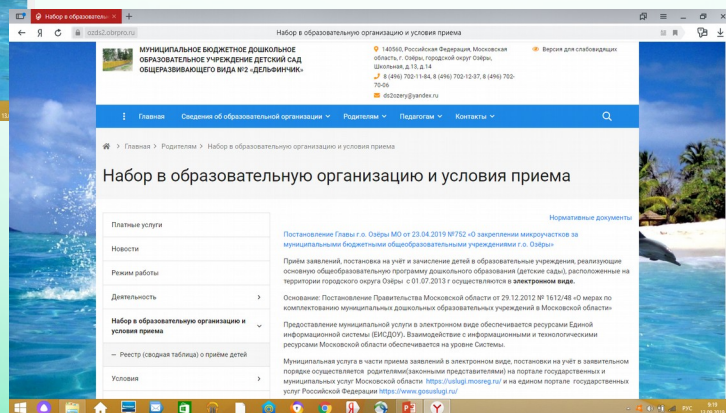 Набор в образователь
ozds2.obrpro.ru
Набор в образовательную организацию и условия приема
МУНИЦИПАЛЬНОЕ БЮДЖЕТНОЕ ДОШКОЛЬНОЕ
ОБРАЗОВАТЕЛЬНОЕ УЧРЕЖДЕНИЕ ДЕТСКИЙ САД
ОБЩЕРАЗВИВАЮЩЕГО ВИДА №2 «ДЕЛЬФИНЧИК»
140560, Российская Федерация, Московская
область, г. Озёры, городской округ Озёры,
Школьная, д.13, д.14
8 (496) 702-11-84, 8 (496) 702-12-37, 8 (496) 702-
70-06
ds2ozery@yandex.ru
Версия для слабовидящих
Главная Сведения об образовательной организации Родителям Педагогам Контакты
> Главная > Родителям > Набор в образовательную организацию и условия приема
Набор в образовательную организацию и условия приема
Платные услуги
Новости
Режим работы
Деятельность
Набор в образовательную организацию и
условия приема
— Реестр (сводная таблица) о приёме детей
Условия
Нормативные документы
Постановление Главы г.о. Озёры МО от 23.04.2019 №752 «О закреплении микроучастков за
муниципальными бюджетными общеобразовательными учреждениями г.о. Озёры»
Приём заявлений, постановка на учёт и зачисление детей в образовательные учреждения, реализующие
основную общеобразовательную программу дошкольного образования (детские сады), расположенные на
территории городского округа Озёры с 01.07.2013 г осуществляются в электронном виде.
Основание: Постановление Правительства Московской области от 29.12.2012 № 1612/48 «О мерах по
комплектованию муниципальных дошкольных образовательных учреждений в Московской области»
Предоставление муниципальной услуги в электронном виде обеспечивается ресурсами Единой
информационной системы (ЕИСДОУ). Взаимодействие с информационными и технологическими
ресурсами Московской области обеспечивается на уровне Системы.
Муниципальная услуга в части приема заявлений в электронном виде, постановки на учёт в заявительном
порядке осуществляется родителями(законными представителями) на портале государственных и
муниципальных услуг Московской области https://uslugi.mosreg.ru/ и на едином портале государственных
услуг Российской Федерации https://www.gosuslugi.ru/
РУС